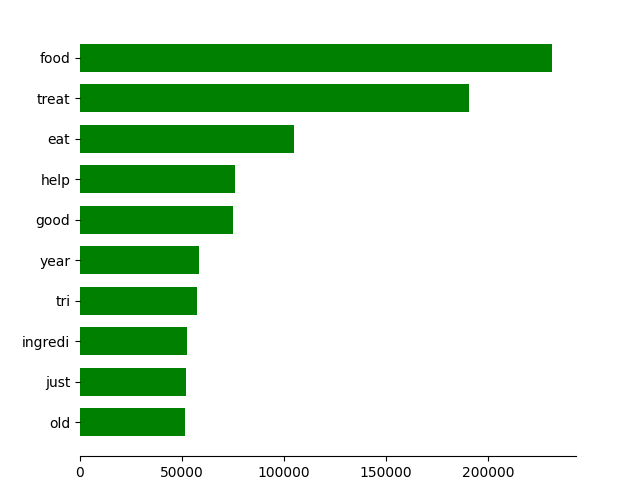 food
treat
eat
help
good
year
tri
ingredi
just
old
0 50000 100000 150000 200000